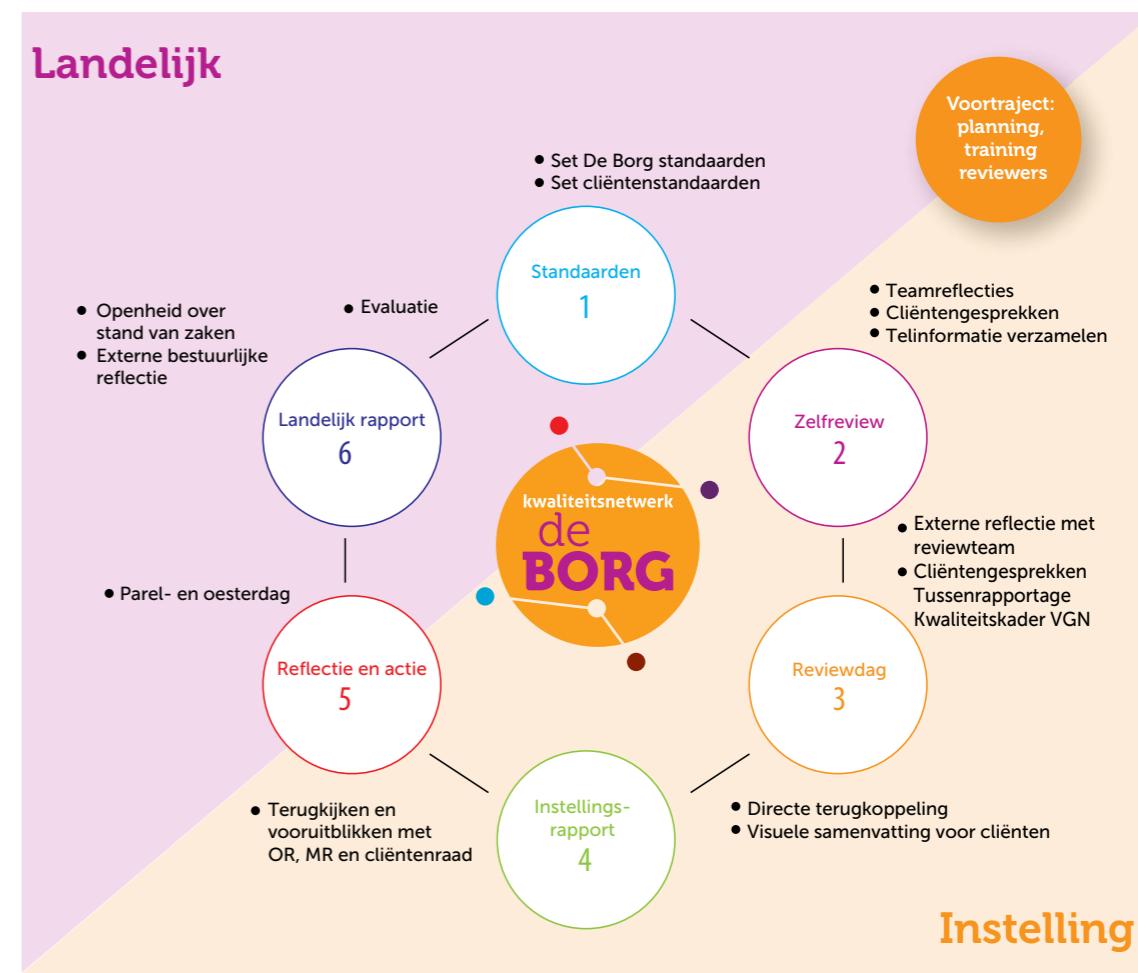 Landelijk
Voortraject:
planning,
training
reviewers
• Set De Borg standaarden
• Set cliëntenstandaarden
Standaarden
1
• Teamreflecties
• Cliëntengesprekken
• Telinformatie verzamelen
Zelfreview
2
• Externe reflectie met
reviewteam
• Cliëntengesprekken
Tussenrapportage
Kwaliteitskader VGN
Reviewdag
3
• Directe terugkoppeling
• Visuele samenvatting voor cliënten
Instellings-
rapport
4
• Terugkijken en
vooruitblikken met
OR, MR en cliëntenraad
Reflectie en actie
5
• Parel- en oesterdag
Landelijk rapport
6
• Openheid over
stand van zaken
• Externe bestuurlijke
reflectie
• Evaluatie
kwaliteitsnetwerk
de
BORG
Instelling